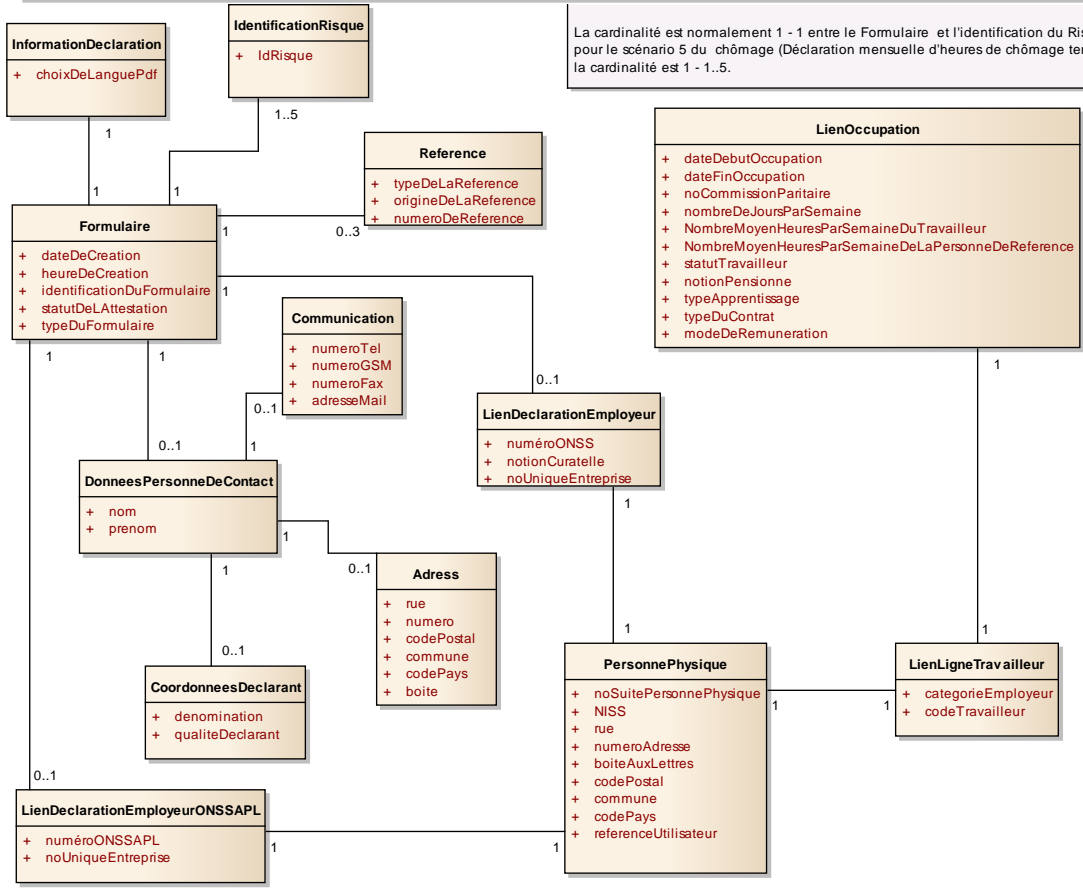 InformationDeclaration
+ choixDeLanguePdf
IdentificationRisque
+ IdRisque
La cardinalité est normalement 1 - 1 entre le Formulaire et l'identification du
pour le scénario 5 du chômage (Déclaration mensuelle d'heures de chômage
la cardinalité est 1 - 1..5.
1
1..5
1
1
Reference
+ typeDeLaReference
+ origineDeLaReference
+ numeroDeReference
1
0..3
Formulaire
+ dateDeCreation
+ heureDeCreation
+ identificationDuFormulaire
+ statutDeLAttestation
+ typeDuFormulaire
1
1
1
LienOccupation
+ dateDebutOccupation
+ dateFinOccupation
+ noCommissionParitaire
+ nombreDeJoursParSemaine
+ NombreMoyenHeuresParSemaineDuTravailleur
+ NombreMoyenHeuresParSemaineDeLaPersonneDeReference
+ statutTravailleur
+ notionPensionne
+ typeApprentissage
+ typeDuContrat
+ modeDeRemuneration
1
Communication
+ numeroTel
+ numeroGSM
+ numeroFax
+ adresseMail
0..1
0..1
LienDeclarationEmployeur
+ numéroONSS
+ notionCuratelle
+ noUniqueEntreprise
1
0..1
1
DonneesPersonneDeContact
+ nom
+ prenom
1
1
0..1
Adress
+ rue
+ numero
+ codePostal
+ commune
+ codePays
+ boite
0..1
CoordonneesDeclarant
+ denomination
+ qualiteDeclarant
1
PersonnePhysique
+ noSuitePersonnePhysique
+ NISS
+ rue
+ numeroAdresse
+ boiteAuxLettres
+ codePostal
+ commune
+ codePays
+ referenceUtilisateur
1
1
1
LienLigneTravailleur
+ categorieEmployeur
+ codeTravailleur
0..1
LienDeclarationEmployeurONSSAPL
+ numéroONSSAPL
+ noUniqueEntreprise
1
1